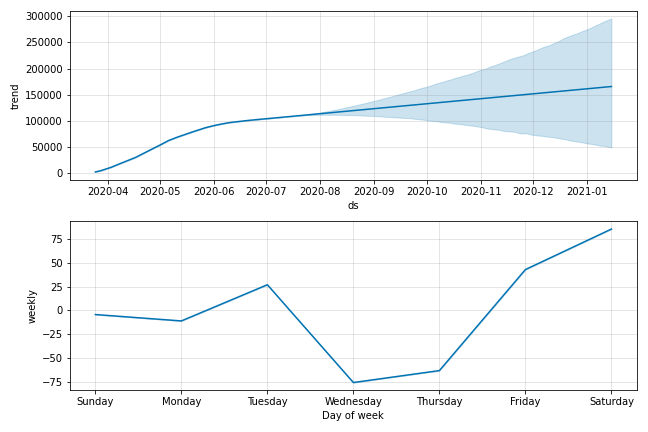 300000
250000
200000
150000
100000
50000
0
trend
2020-04 2020-05 2020-06 2020-07 2020-08 2020-09 2020-10 2020-11 2020-12 2021-01
ds
75
50
25
0
−25
−50
−75
weekly
Sunday Monday Tuesday Wednesday Thursday Friday Saturday
Day of week